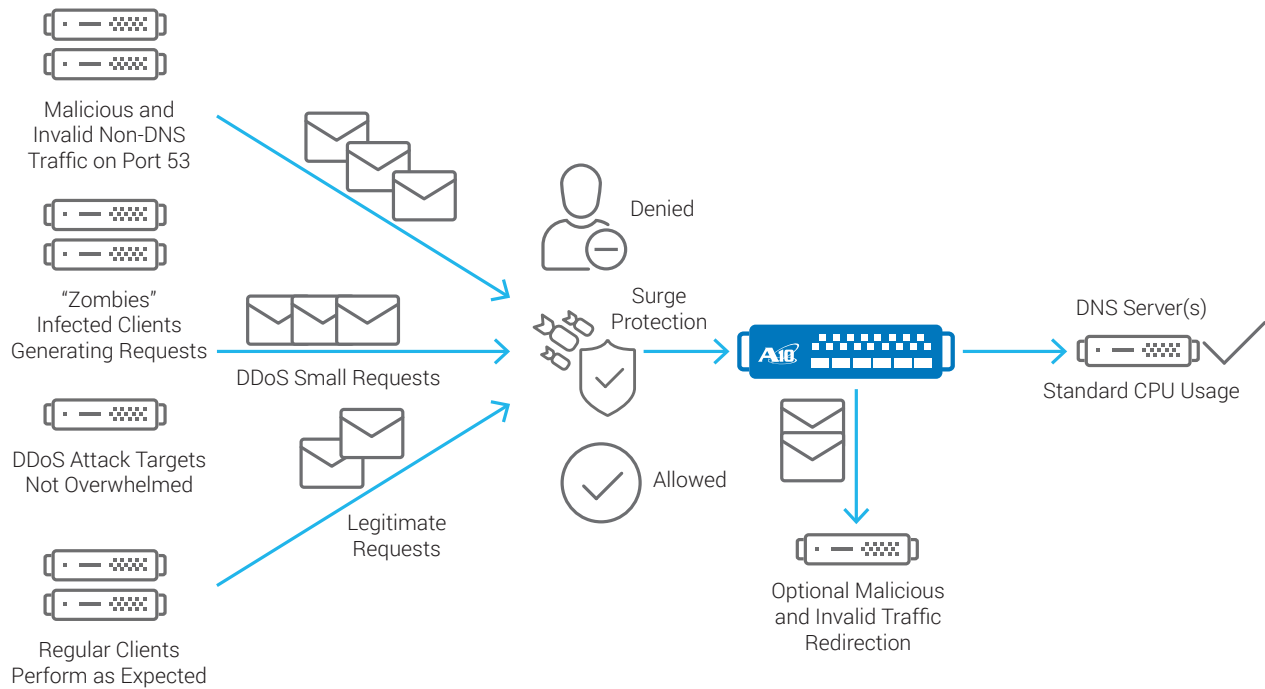 Malicious and
Invalid Non-DNS
Traffic on Port 53
“Zombies”
Infected Clients
Generating Requests
DDoS Attack Targets
Not Overwhelmed
Regular Clients
Perform as Expected
DDoS Small Requests
Legitimate
Requests
Denied
Surge
Protection
Allowed
A10
DNS Server(s)
Standard CPU Usage
Optional Malicious
and Invalid Traffic
Redirection